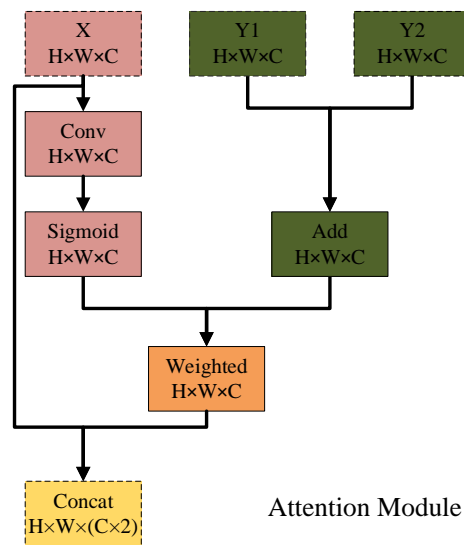 X
H×W×C
Y1
H×W×C
Y2
H×W×C
Conv
H×W×C
Sigmoid
H×W×C
Add
H×W×C
Weighted
H×W×C
Concat
H×W×(C×2)
Attention Module